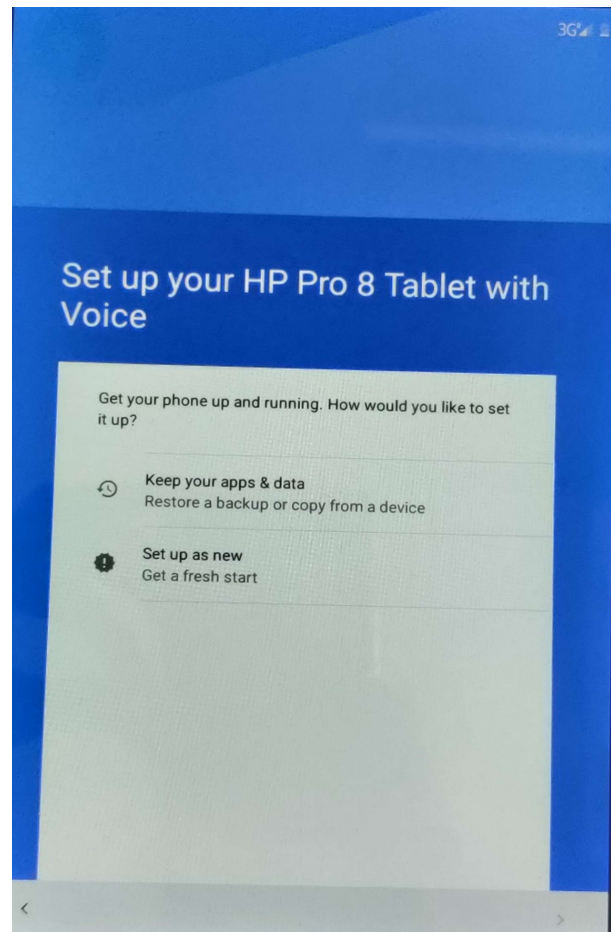 3G
Set up your HP Pro 8 Tablet with
Voice
Get your phone up and running. How would you like to set
it up?
Keep your apps & data
Restore a backup or copy from a device
Set up as new
Get a fresh start